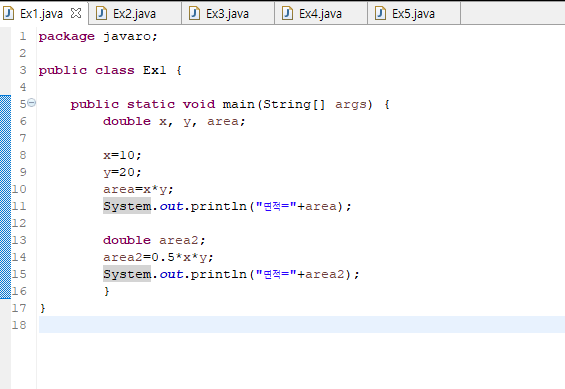 Ex1.java Ex2.java Ex3.java Ex4.java Ex5.java
1 package javaro;
2
3 public class Ex1 {
4
5 public static void main(String[] args) {
6 double x, y, area;
7
8 x=10;
9 y=20;
10 area=x*y;
11 System.out.println("면적="+area);
12
13 double area2;
14 area2=0.5*x*y;
15 System.out.println("면적="+area2);
16 }
17 }
18